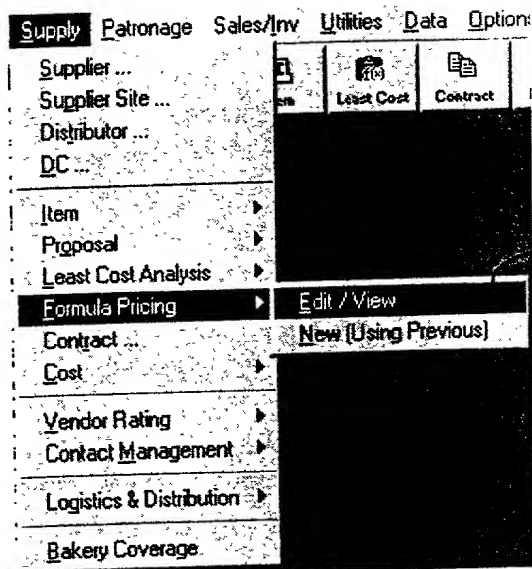 Supply Patronage Sales/Inv Utilities Data Option
Supplier ...
Supplier Site ...
Distributor ...
DC ...
Least Cost Contract
Item
Proposal
Least Cost Analysis
Formula Pricing Edit / View
Contract ... New (Using Previous)
Cost
Vendor Rating
Contact Management
Logistics & Distribution
Bakery Coverage